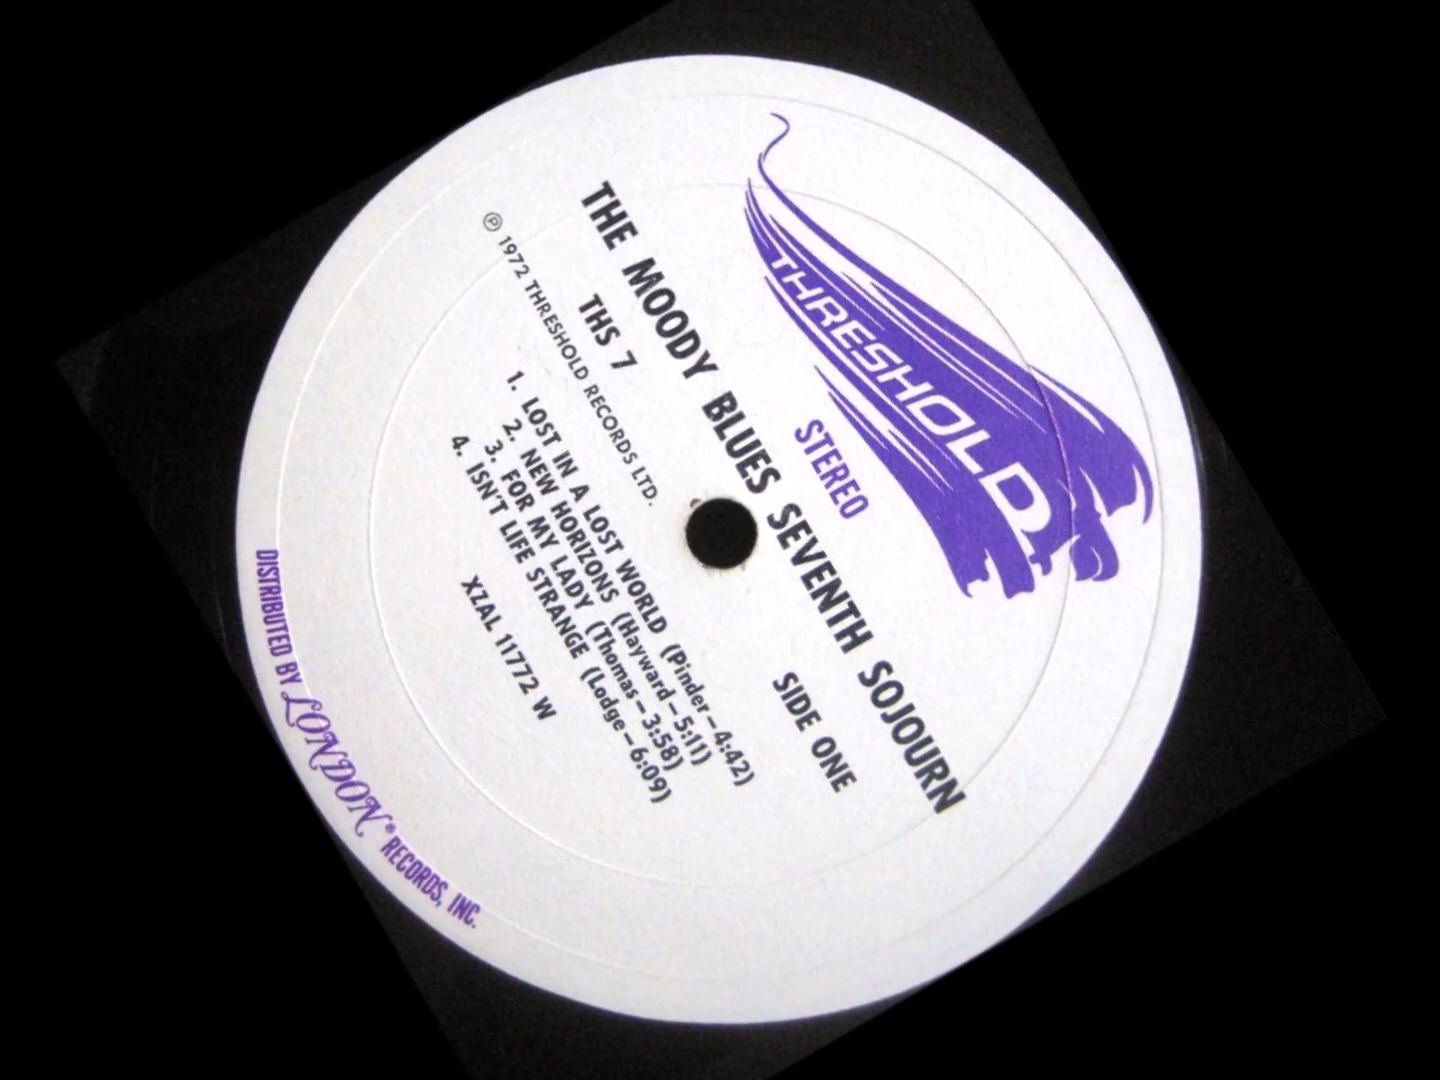 THRESHOLD
STEREO
THE MOODY BLUES SEVENTH SOJOURN
THS 7
SIDE ONE
℗ 1972 THRESHOLD RECORDS LTD.
1. LOST IN A LOST WORLD (Pinder–4:42)
2. NEW HORIZONS (Hayward–5:11)
3. FOR MY LADY (Thomas–3:58)
4. ISN'T LIFE STRANGE (Lodge–6:09)
XZAL 11772 W
DISTRIBUTED BY LONDON® RECORDS, INC.